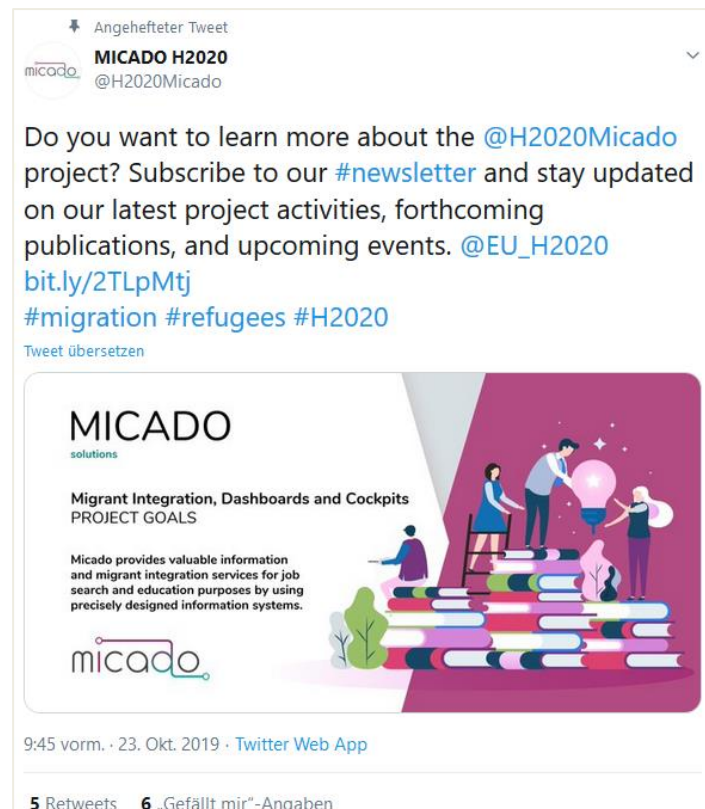 Angehefteter Tweet
micado
MICADO H2020
@H2020Micado
Do you want to learn more about the @H2020Micado
project? Subscribe to our #newsletter and stay updated
on our latest project activities, forthcoming
publications, and upcoming events. @EU_H2020
bit.ly/2TLpMtj
#migration #refugees #H2020
Tweet übersetzen
MICADO
solutions
Migrant Integration, Dashboards and Cockpits
PROJECT GOALS
Micado provides valuable information
and migrant integration services for job
search and education purposes by using
precisely designed information systems.
micado
9:45 vorm. · 23. Okt. 2019 · Twitter Web App
5 Retweets 6 „Gefällt mir“-Angaben